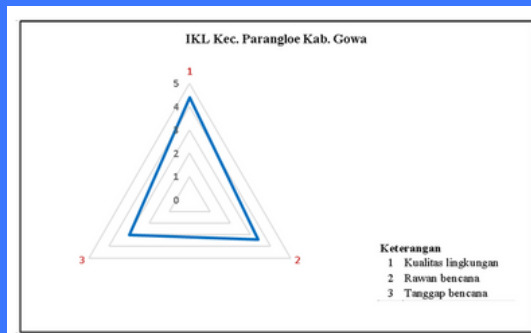 IKL Kec. Parangloe Kab. Gowa
1
5
4
3
2
1
0
3
2
Keterangan
1 Kualitas lingkungan
2 Rawan bencana
3 Tanggap bencana